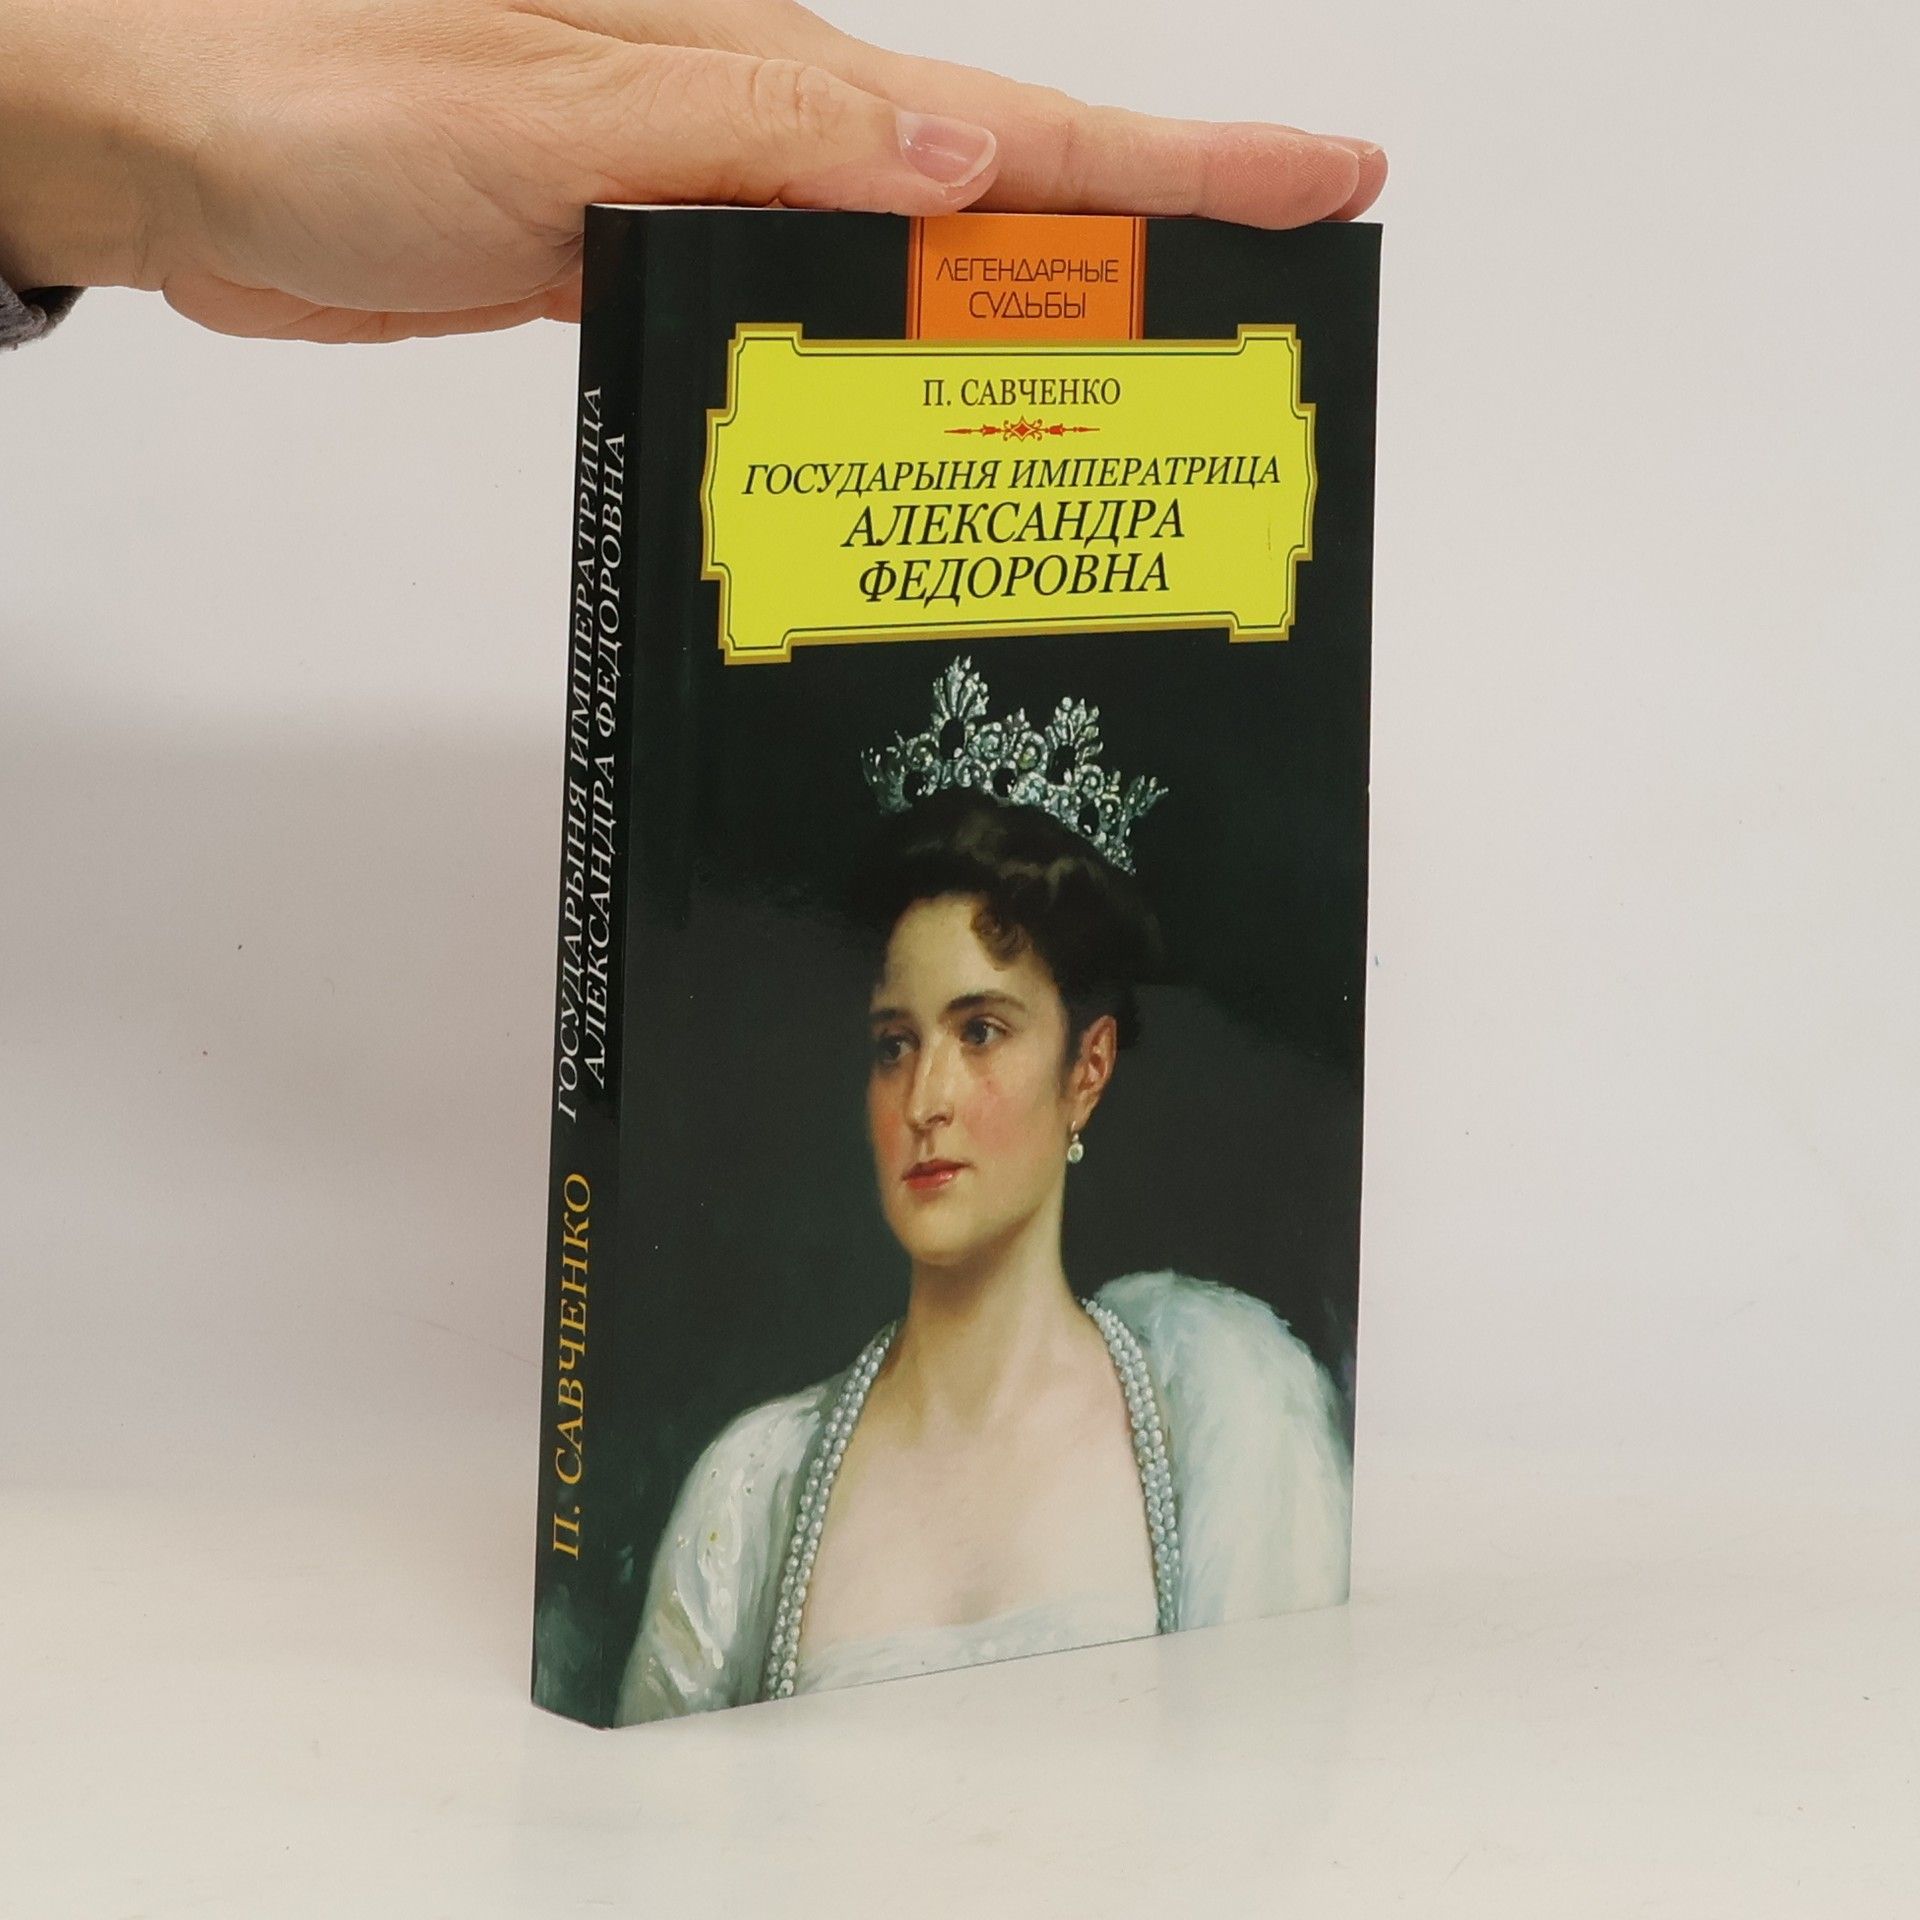 ЛЕГЕНДАРНЫЕ
СУДЬБЫ
П. САВЧЕНКО
ГОСУДАРЫНЯ ИМПЕРАТРИЦА
АЛЕКСАНДРА
ФЕДОРОВНА
П. САВЧЕНКО
ГОСУДАРЫНЯ ИМПЕРАТРИЦА
АЛЕКСАНДРА ФЕДОРОВНА